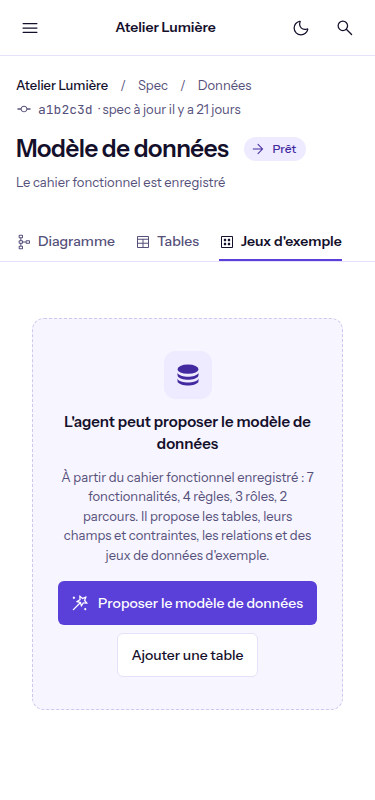 Atelier Lumière
Atelier Lumière / Spec / Données
a1b2c3d · spec à jour il y a 21 jours
Modèle de données
Prêt
Le cahier fonctionnel est enregistré
Diagramme Tables Jeux d'exemple
L'agent peut proposer le modèle de
données
À partir du cahier fonctionnel enregistré : 7
fonctionnalités, 4 règles, 3 rôles, 2
parcours. Il propose les tables, leurs
champs et contraintes, les relations et des
jeux de données d'exemple.
Proposer le modèle de données
Ajouter une table